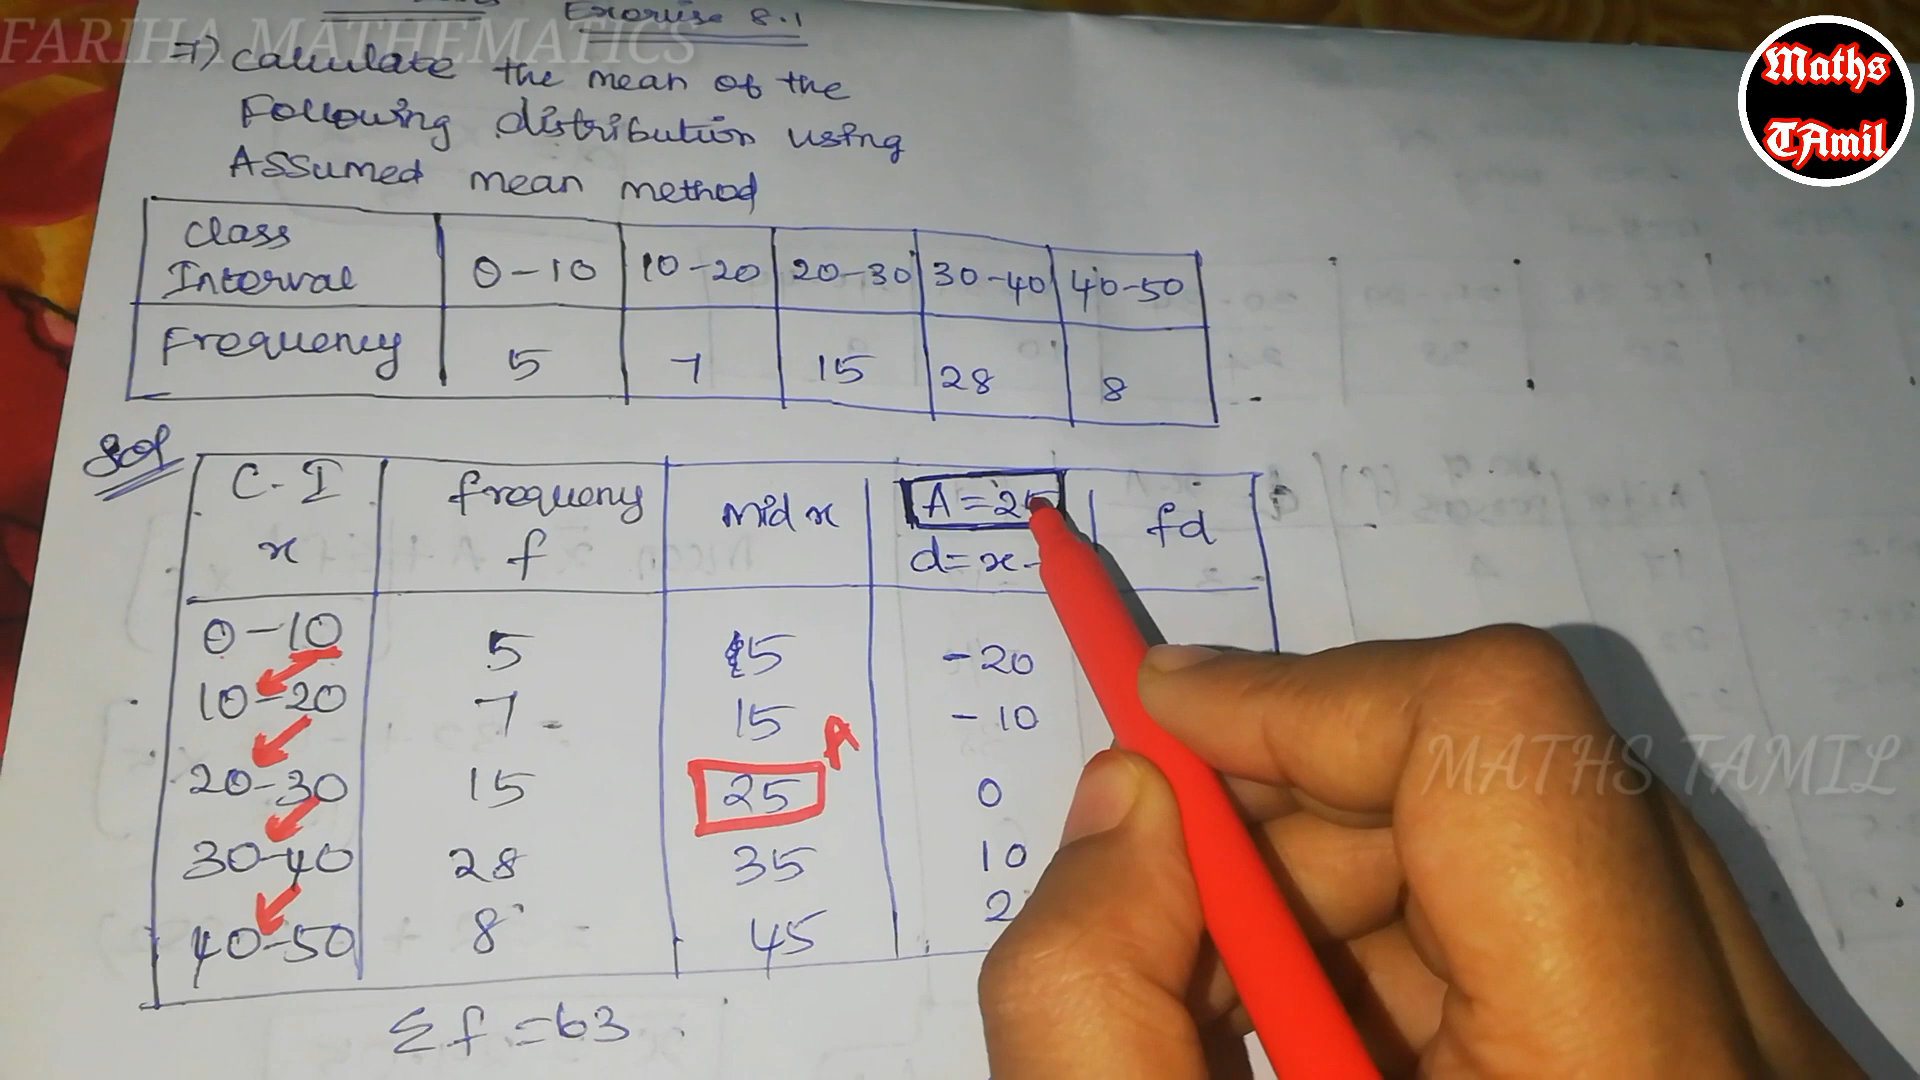 Exercise 8.1
FARIHA MATHEMATICS
⇒) Calculate the mean of the
Following distribution using
Assumed mean method
Maths
TAmil
Class Interval 0-10 10-20 20-30 30-40 40-50
Frequency 5 7 15 28 8
Sol
C-I x frequeny f mid x A=25 d=x- fd
0-10 5 5 -20
10-20 7 15 -10
20-30 15 25 A 0
30-40 28 35 10
40-50 8 45 2
Σf=63
MATHS TAMIL